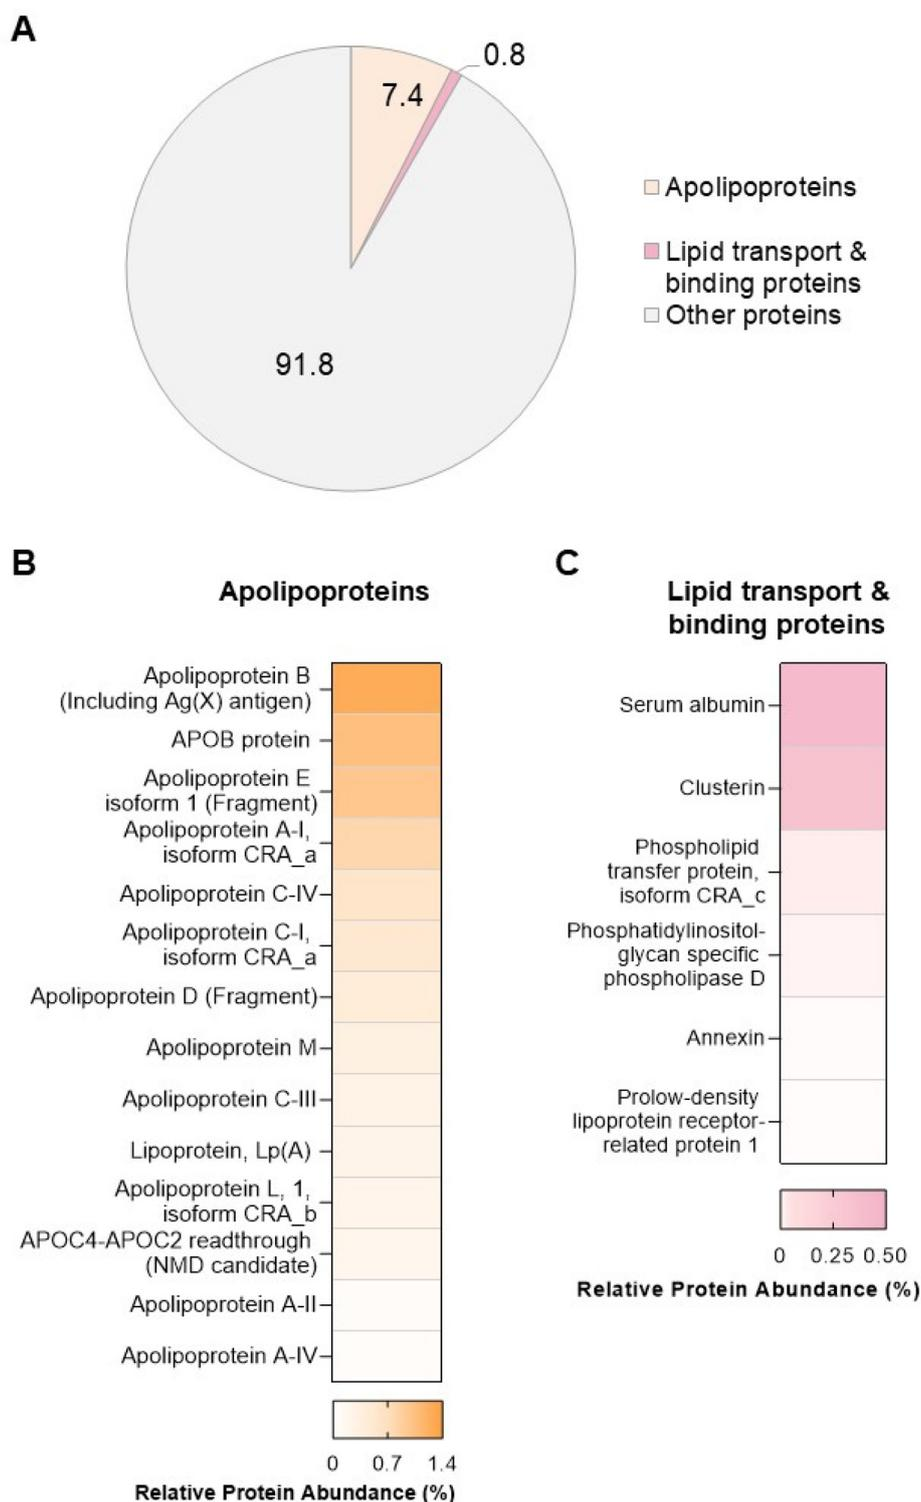 A
0.8
7.4
91.8
Apolipoproteins
Lipid transport &
binding proteins
Other proteins
B
Apolipoproteins
Apolipoprotein B
(Including Ag(X) antigen)
APOB protein
Apolipoprotein E
isoform 1 (Fragment)
Apolipoprotein A-I,
isoform CRA_a
Apolipoprotein C-IV
Apolipoprotein C-I,
isoform CRA_a
Apolipoprotein D (Fragment)
Apolipoprotein M
Apolipoprotein C-III
Lipoprotein, Lp(A)
Apolipoprotein L, 1,
isoform CRA_b
APOC4-APOC2 readthrough
(NMD candidate)
Apolipoprotein A-II
Apolipoprotein A-IV
0 0.7 1.4
Relative Protein Abundance (%)
C
Lipid transport &
binding proteins
Serum albumin
Clusterin
Phospholipid
transfer protein,
isoform CRA_c
Phosphatidylinositol-
glycan specific
phospholipase D
Annexin
Prolow-density
lipoprotein receptor-
related protein 1
0 0.25 0.50
Relative Protein Abundance (%)